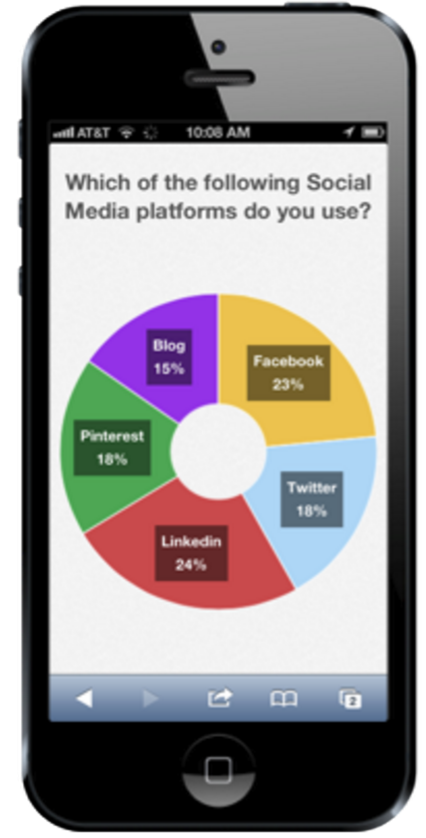 AT&T 10:08 AM
Which of the following Social
Media platforms do you use?
Blog
15%
Facebook
23%
Pinterest
18%
Twitter
18%
Linkedin
24%
2